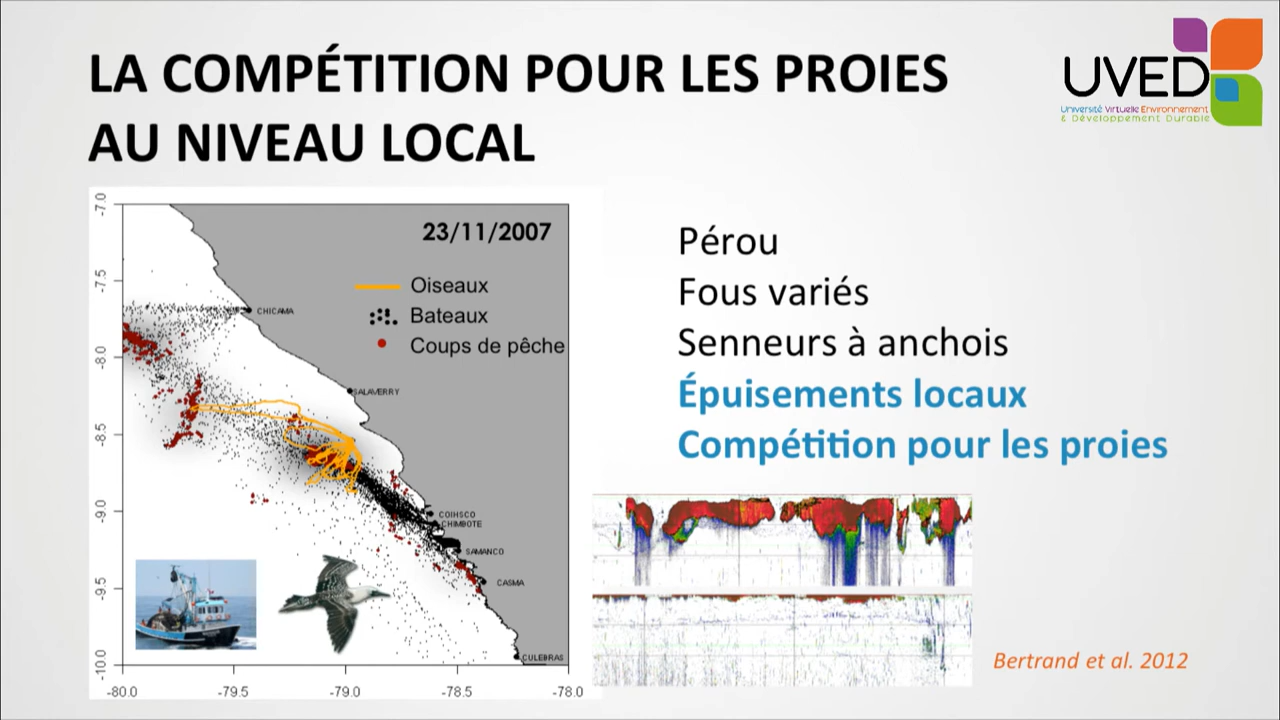 LA COMPÉTITION POUR LES PROIES
AU NIVEAU LOCAL
UVED
Université Virtuelle Environnement
& Développement Durable
23/11/2007
Oiseaux
Bateaux
Coups de pêche
CHICAMA
SALAVERRY
COIHSCO
CHIMBOTE
SAMANCO
CASMA
CULEBRAS
-7.0
-7.5
-8.0
-8.5
-9.0
-9.5
-10.0
-80.0 -79.5 -79.0 -78.5 -78.0
Pérou
Fous variés
Senneurs à anchois
Épuisements locaux
Compétition pour les proies
Bertrand et al. 2012